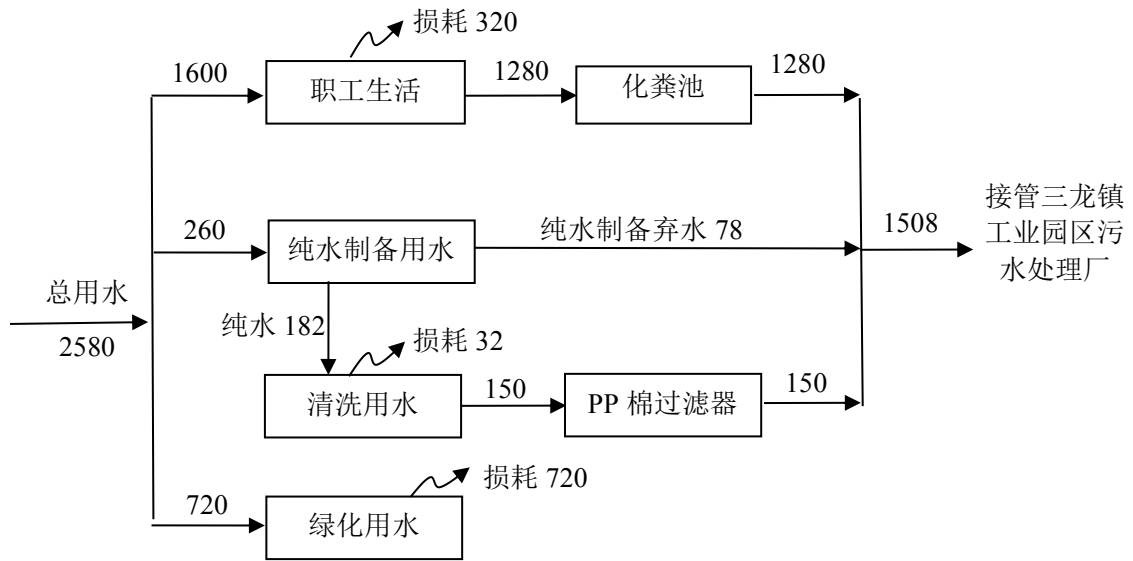 损耗 320
1600
职工生活
1280
化粪池
1280
260
纯水制备用水
纯水制备弃水 78
1508
接管三龙镇
工业园区污
水处理厂
总用水
2580
纯水 182
损耗 32
清洗用水
150
PP 棉过滤器
150
损耗 720
720
绿化用水